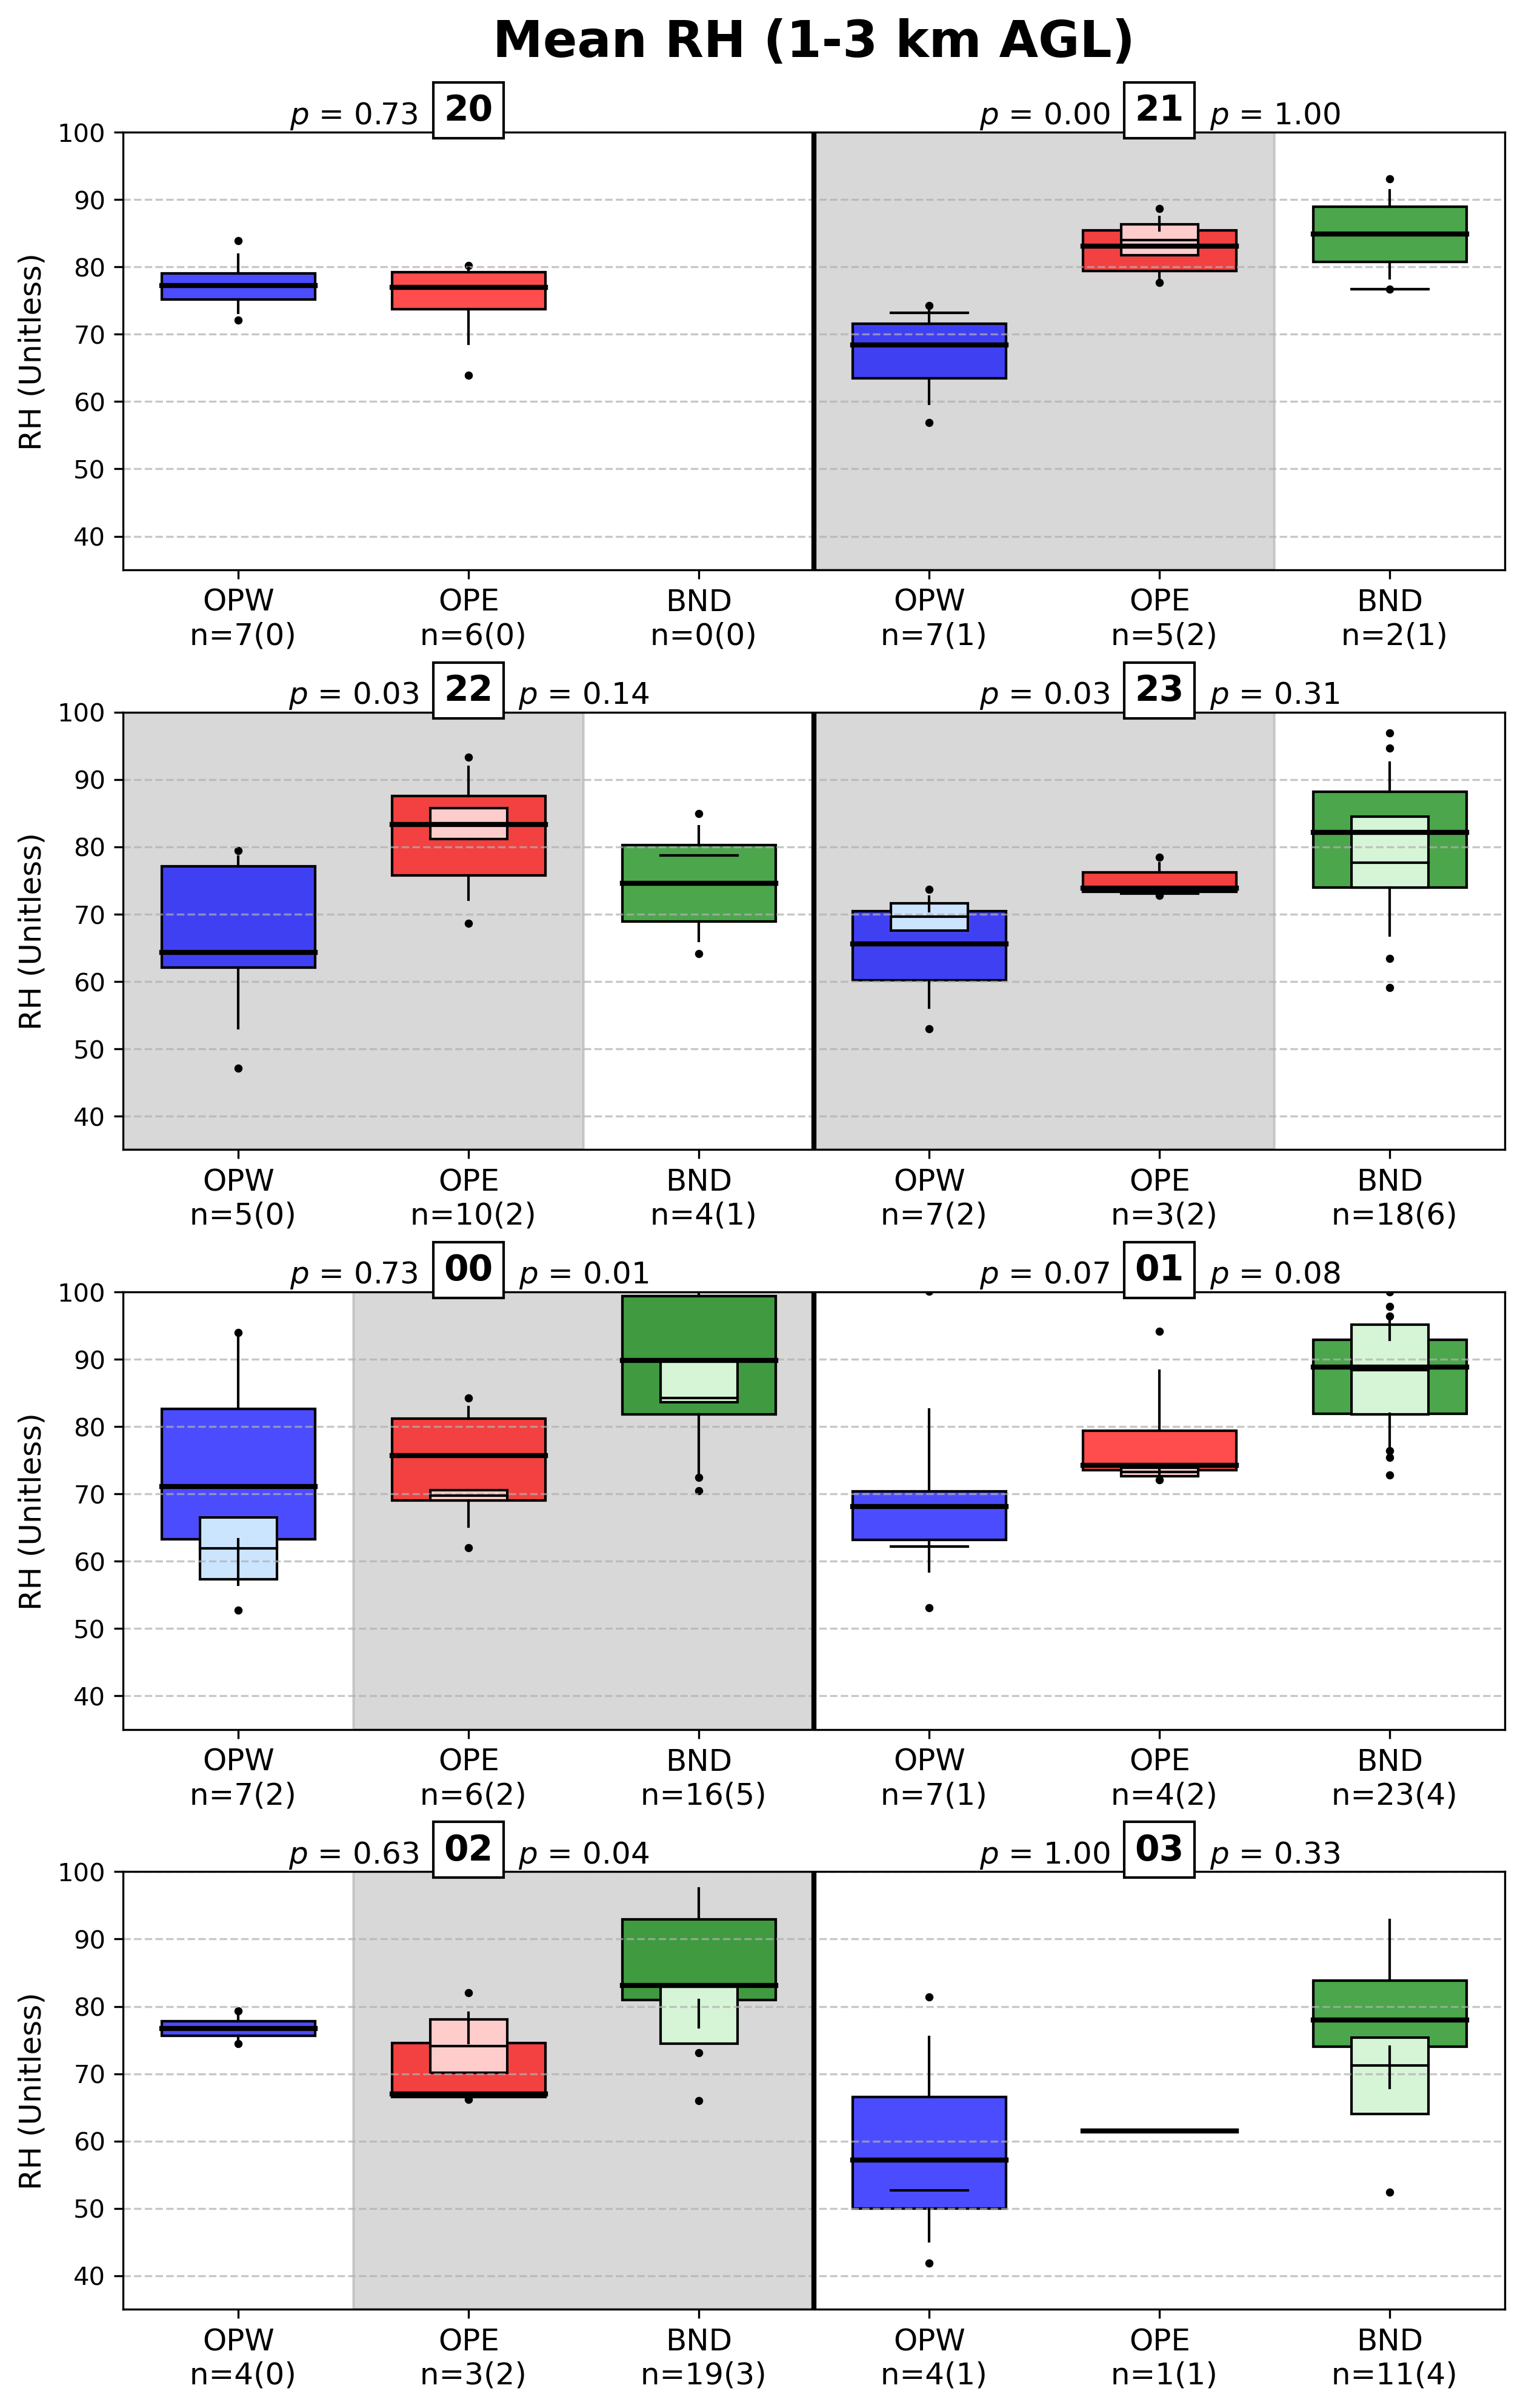 Mean RH (1-3 km AGL)
p = 0.73 20
p = 0.00 21 p = 1.00
RH (Unitless)
100
90
80
70
60
50
40
OPW OPE BND OPW OPE BND
n=7(0) n=6(0) n=0(0) n=7(1) n=5(2) n=2(1)
p = 0.03 22 p = 0.14
p = 0.03 23 p = 0.31
RH (Unitless)
100
90
80
70
60
50
40
OPW OPE BND OPW OPE BND
n=5(0) n=10(2) n=4(1) n=7(2) n=3(2) n=18(6)
p = 0.73 00 p = 0.01
p = 0.07 01 p = 0.08
RH (Unitless)
100
90
80
70
60
50
40
OPW OPE BND OPW OPE BND
n=7(2) n=6(2) n=16(5) n=7(1) n=4(2) n=23(4)
p = 0.63 02 p = 0.04
p = 1.00 03 p = 0.33
RH (Unitless)
100
90
80
70
60
50
40
OPW OPE BND OPW OPE BND
n=4(0) n=3(2) n=19(3) n=4(1) n=1(1) n=11(4)